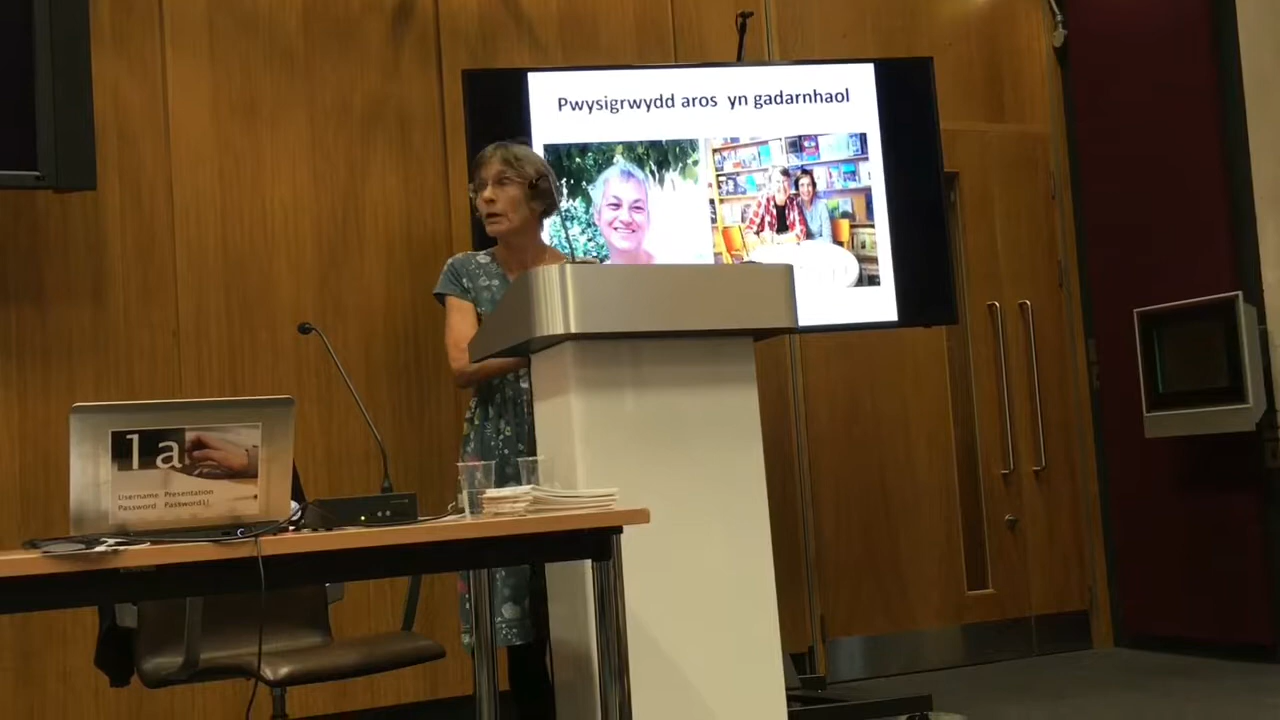 Pwysigrwydd aros yn gadarnhaol
1a
Username Presentation
Password Password1!